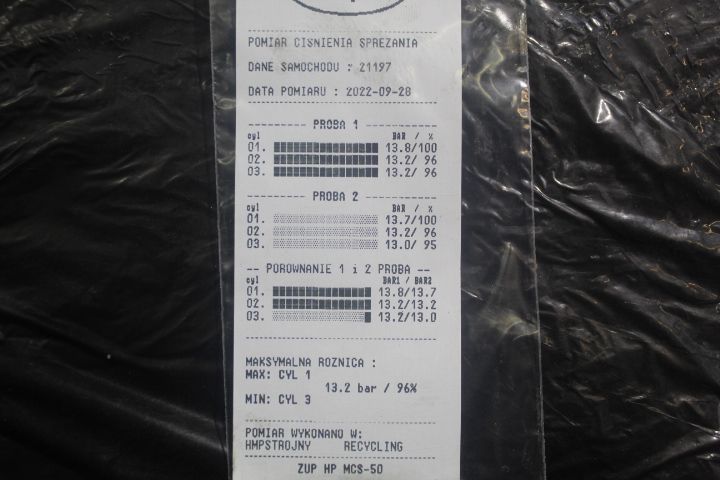 POMIAR CIŚNIENIA SPRĘŻANIA
DANE SAMOCHODU : 21197
DATA POMIARU : 2022-09-28
PROBA 1
cyl BAR / %
01. 13.8/100
02. 13.2/ 96
03. 13.2/ 96
PROBA 2
cyl BAR / %
01. 13.7/100
02. 13.2/ 96
03. 13.0/ 95
-- POROWNANIE 1 i 2 PROBA --
cyl BAR1 / BAR2
01. 13.8/13.7
02. 13.2/13.2
03. 13.2/13.0
MAKSYMALNA ROZNICA :
MAX: CYL 1
13.2 bar / 96%
MIN: CYL 3
POMIAR WYKONANO W:
HMPSTROJNY RECYCLING
ZUP HP MCS-50